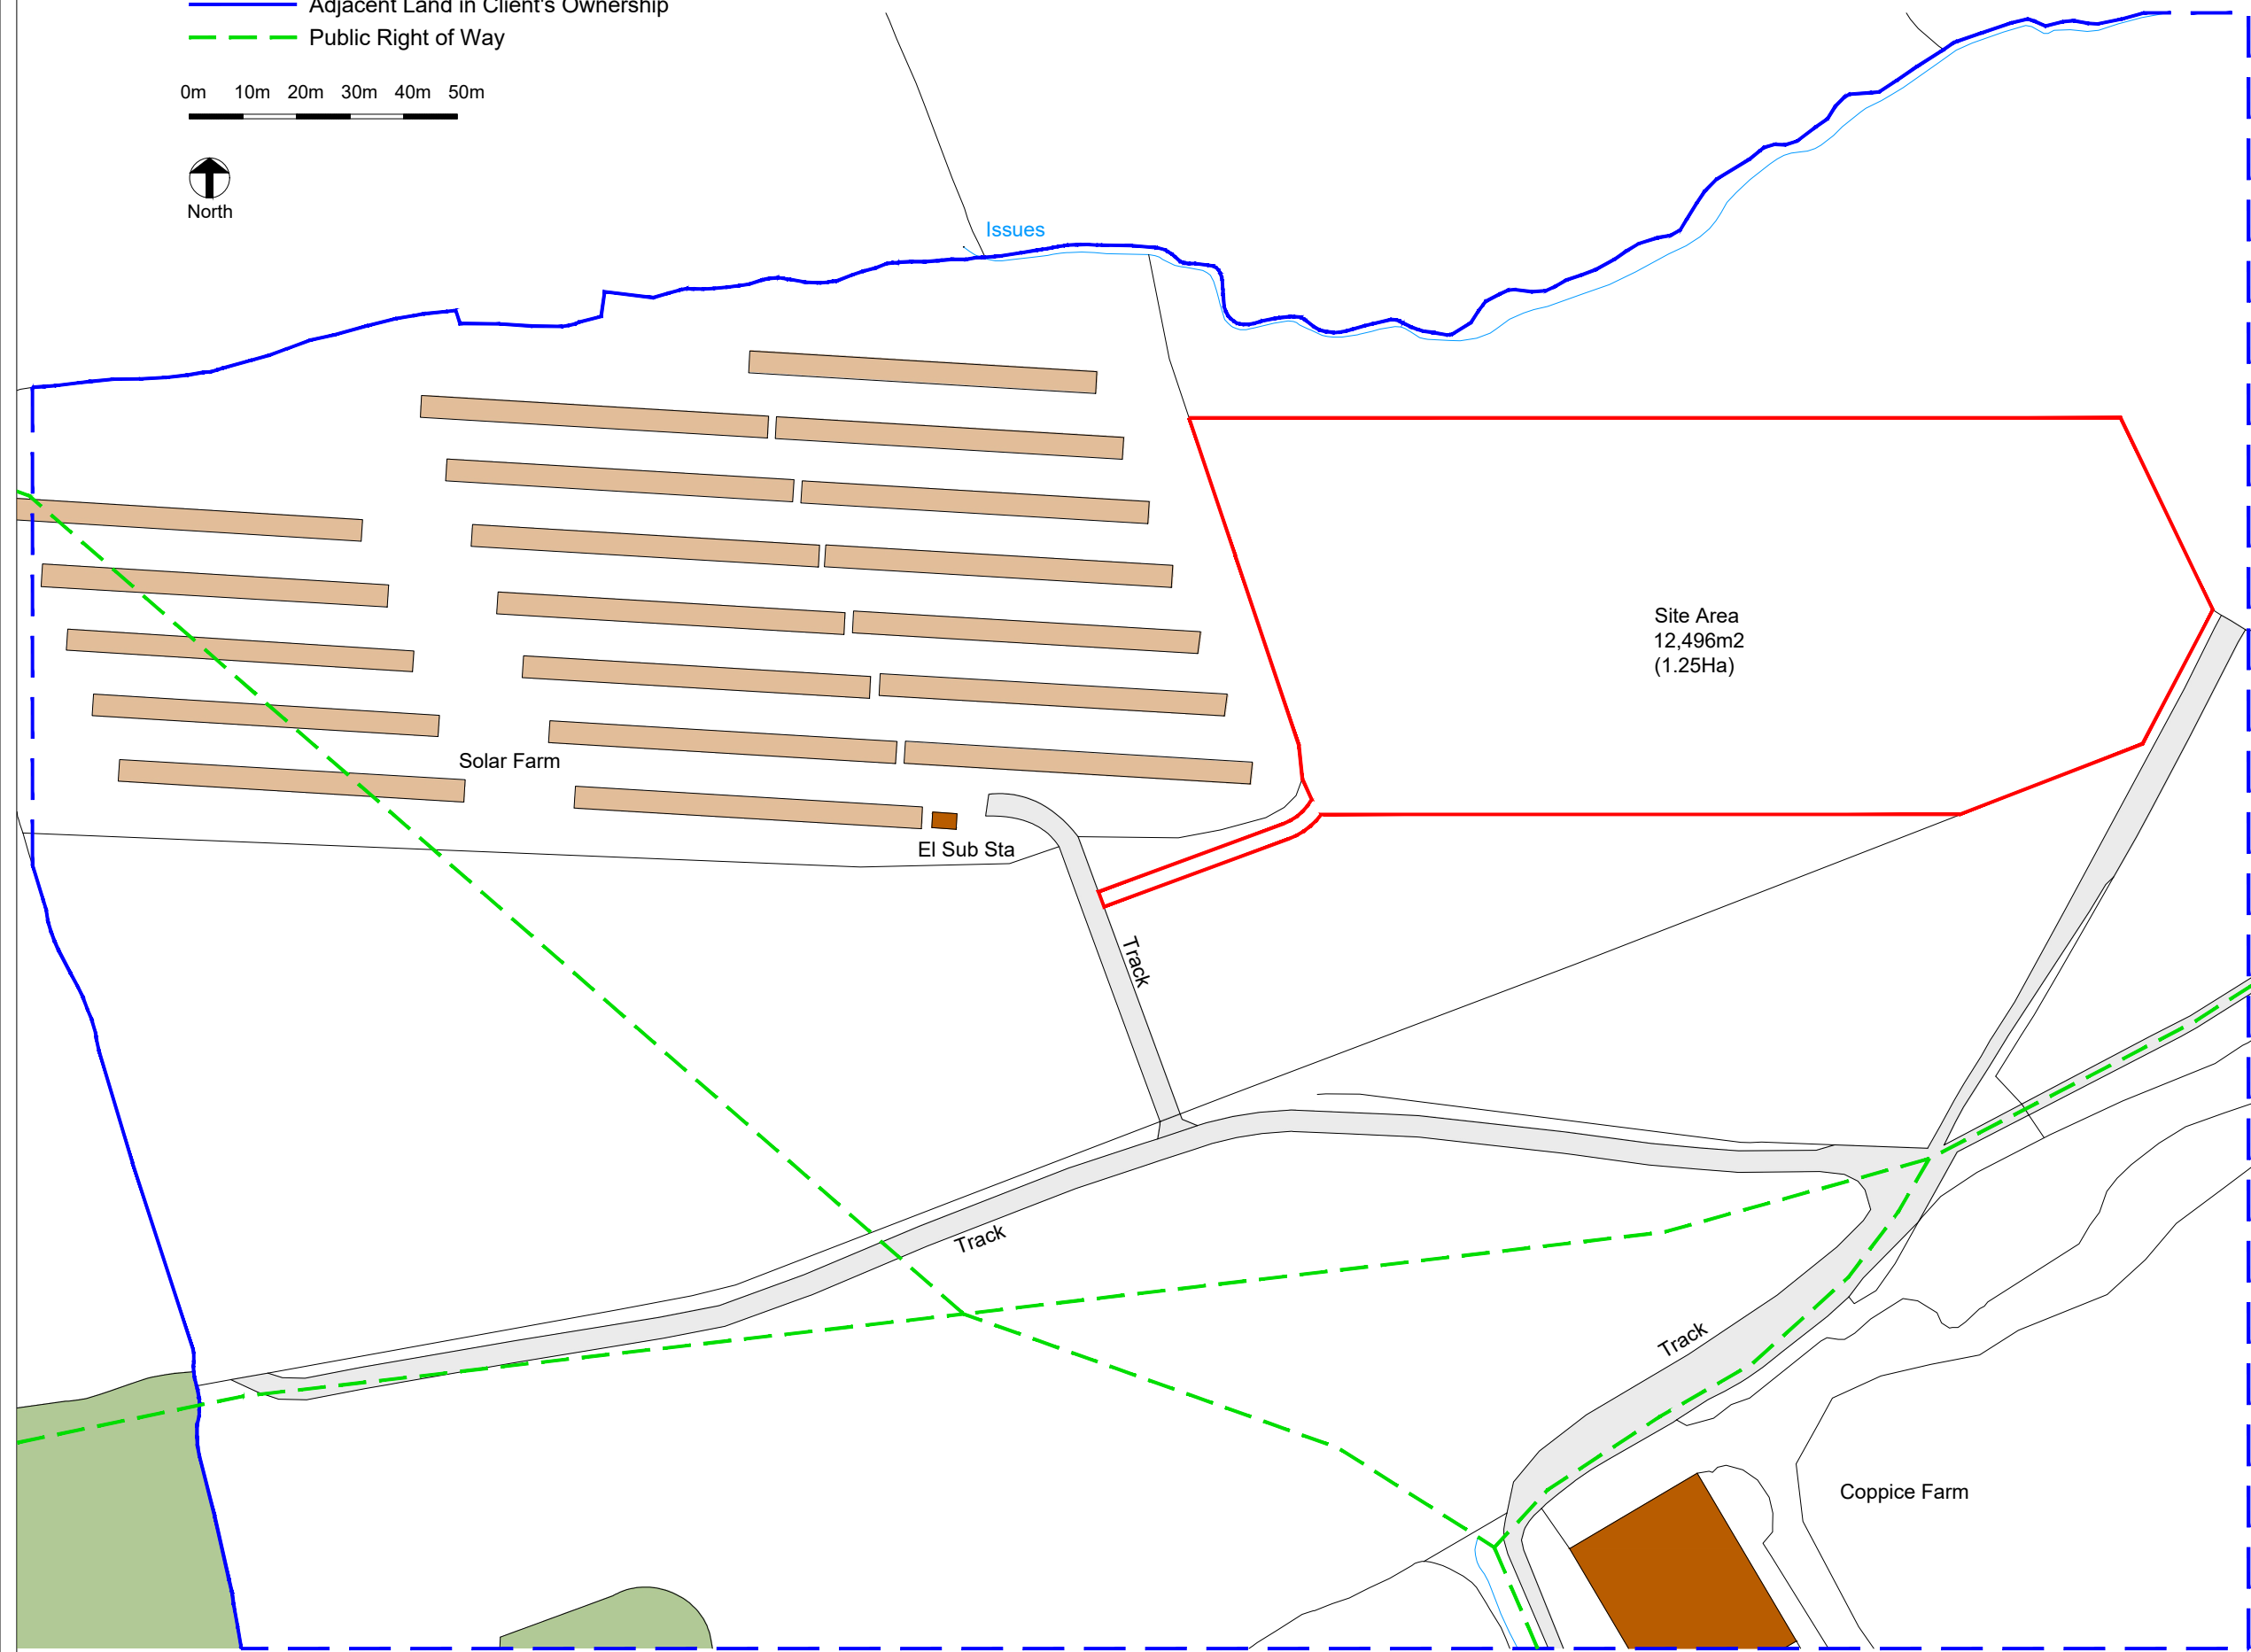 Adjacent Land in Client's Ownership
Public Right of Way
0m 10m 20m 30m 40m 50m
North
Issues
Site Area
12,496m2
(1.25Ha)
Solar Farm
El Sub Sta
Track
Track
Track
Coppice Farm